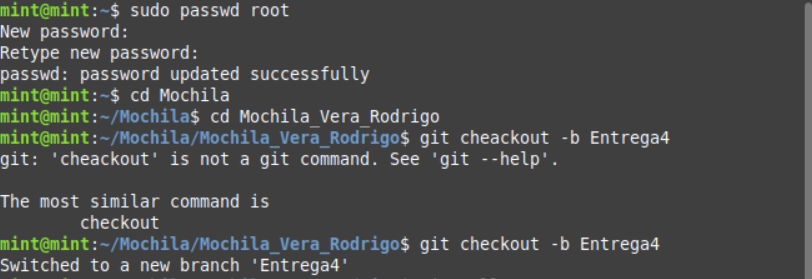 mint@mint:~$ sudo passwd root
New password:
Retype new password:
passwd: password updated successfully
mint@mint:~$ cd Mochila
mint@mint:~/Mochila$ cd Mochila_Vera_Rodrigo
mint@mint:~/Mochila/Mochila_Vera_Rodrigo$ git cheackout -b Entrega4
git: 'cheackout' is not a git command. See 'git --help'.

The most similar command is
        checkout
mint@mint:~/Mochila/Mochila_Vera_Rodrigo$ git checkout -b Entrega4
Switched to a new branch 'Entrega4'